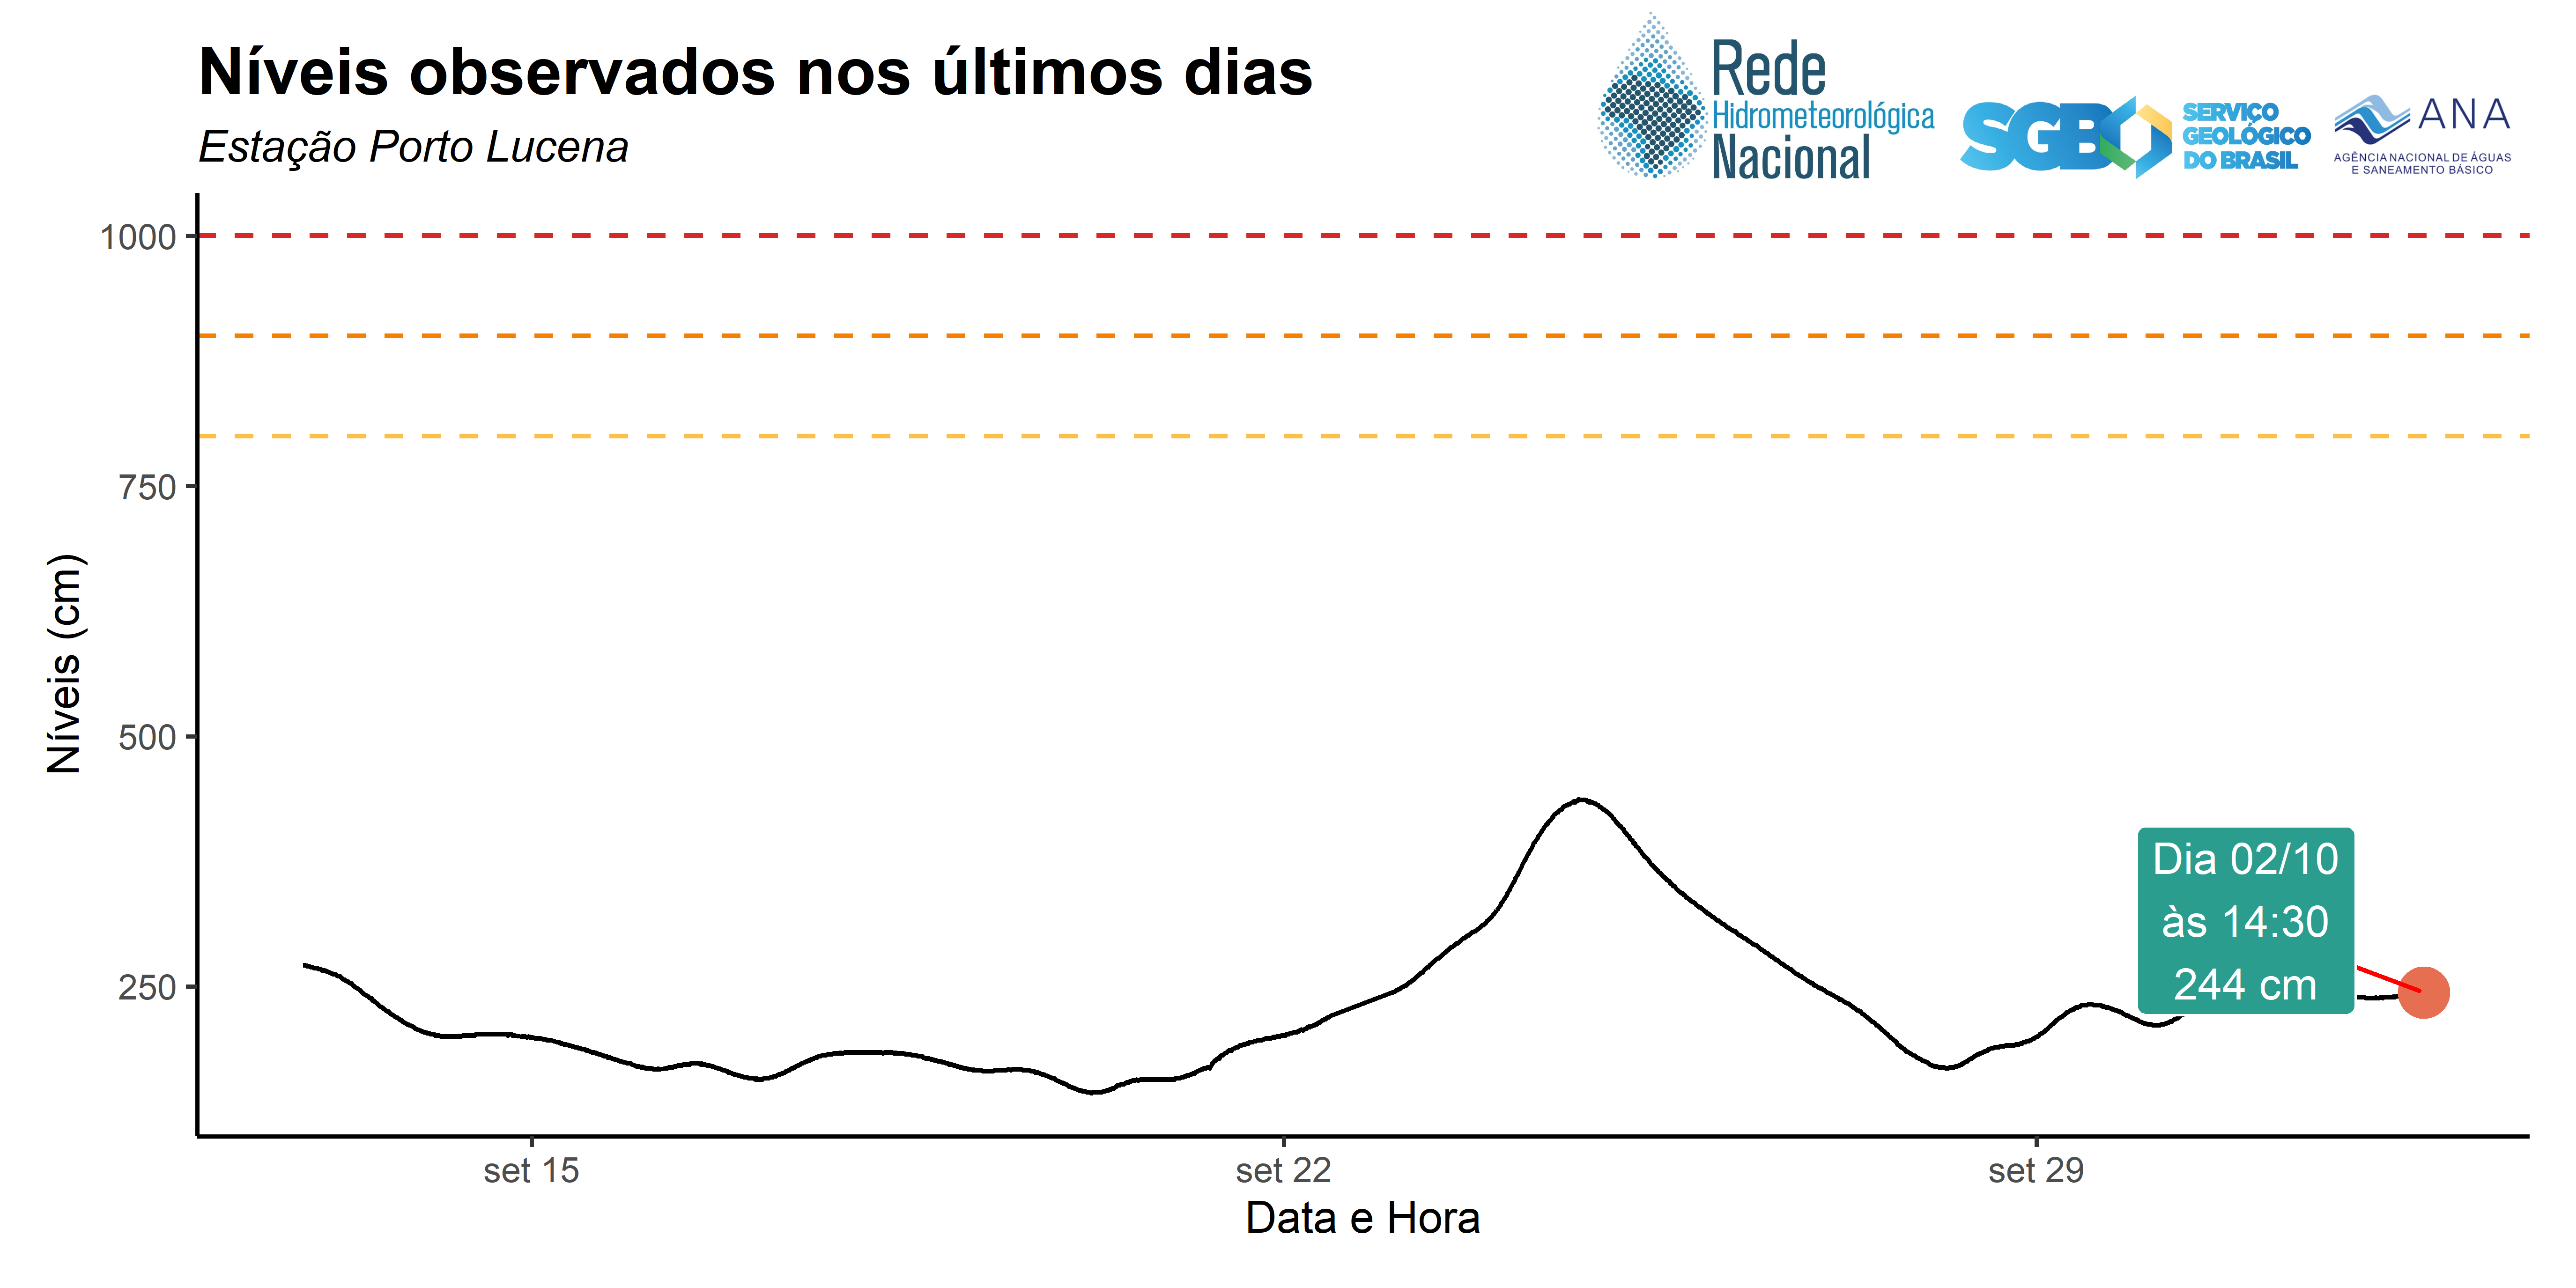 Níveis observados nos últimos dias
Estação Porto Lucena
Rede
Hidrometeorológica
Nacional
SGB
SERVIÇO
GEOLÓGICO
DO BRASIL
ANA
AGÊNCIA NACIONAL DE ÁGUAS
E SANEAMENTO BÁSICO
1000
750
500
250
Níveis (cm)
Dia 02/10
às 14:30
244 cm
set 15
set 22
set 29
Data e Hora